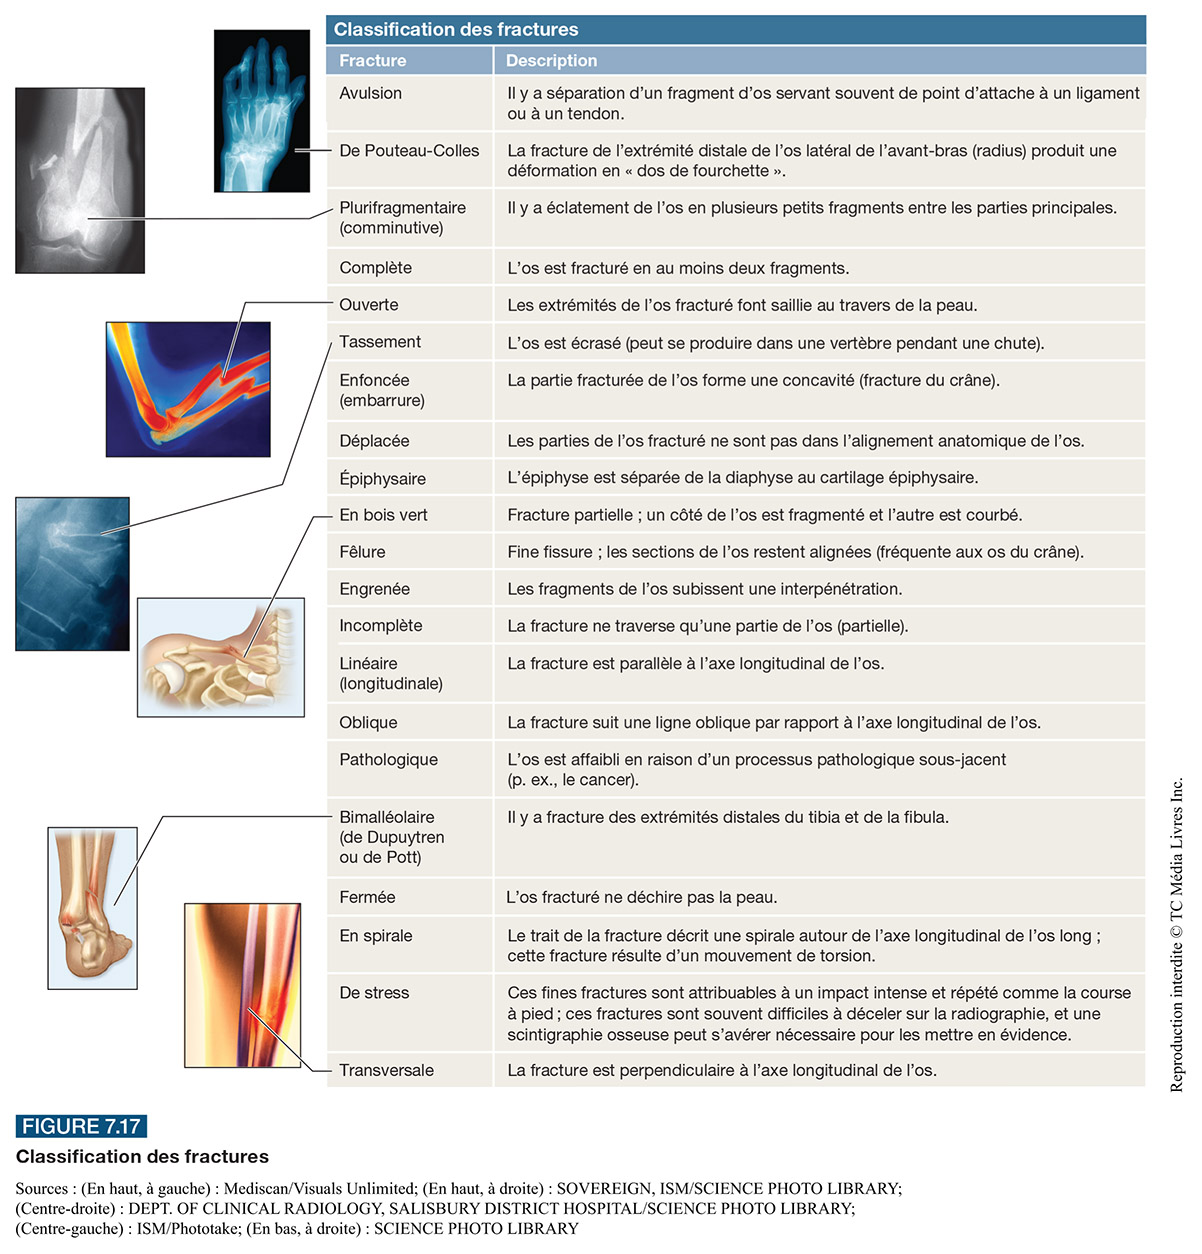 Classification des fractures
Fracture
Description
Avulsion
Il y a séparation d’un fragment d’os servant souvent de point d’attache à un ligament
ou à un tendon.
De Pouteau-Colles
La fracture de l’extrémité distale de l’os latéral de l’avant-bras (radius) produit une
déformation en « dos de fourchette ».
Plurifragmentaire
(comminutive)
Il y a éclatement de l’os en plusieurs petits fragments entre les parties principales.
Complète
L’os est fracturé en au moins deux fragments.
Ouverte
Les extrémités de l’os fracturé font saillie au travers de la peau.
Tassement
L’os est écrasé (peut se produire dans une vertèbre pendant une chute).
Enfoncée
(embarrure)
La partie fracturée de l’os forme une concavité (fracture du crâne).
Déplacée
Les parties de l’os fracturé ne sont pas dans l’alignement anatomique de l’os.
Épiphysaire
L’épiphyse est séparée de la diaphyse au cartilage épiphysaire.
En bois vert
Fracture partielle ; un côté de l’os est fragmenté et l’autre est courbé.
Fêlure
Fine fissure ; les sections de l’os restent alignées (fréquente aux os du crâne).
Engrenée
Les fragments de l’os subissent une interpénétration.
Incomplète
La fracture ne traverse qu’une partie de l’os (partielle).
Linéaire
(longitudinale)
La fracture est parallèle à l’axe longitudinal de l’os.
Oblique
La fracture suit une ligne oblique par rapport à l’axe longitudinal de l’os.
Pathologique
L’os est affaibli en raison d’un processus pathologique sous-jacent
(p. ex., le cancer).
Bimalléolaire
(de Dupuytren
ou de Pott)
Il y a fracture des extrémités distales du tibia et de la fibula.
Fermée
L’os fracturé ne déchire pas la peau.
En spirale
Le trait de la fracture décrit une spirale autour de l’axe longitudinal de l’os long ;
cette fracture résulte d’un mouvement de torsion.
De stress
Ces fines fractures sont attribuables à un impact intense et répété comme la course
à pied ; ces fractures sont souvent difficiles à déceler sur la radiographie, et une
scintigraphie osseuse peut s’avérer nécessaire pour les mettre en évidence.
Transversale
La fracture est perpendiculaire à l’axe longitudinal de l’os.
Reproduction interdite © TC Média Livres Inc.
FIGURE 7.17
Classification des fractures
Sources : (En haut, à gauche) : Mediscan/Visuals Unlimited; (En haut, à droite) : SOVEREIGN, ISM/SCIENCE PHOTO LIBRARY;
(Centre-droite) : DEPT. OF CLINICAL RADIOLOGY, SALISBURY DISTRICT HOSPITAL/SCIENCE PHOTO LIBRARY;
(Centre-gauche) : ISM/Phototake; (En bas, à droite) : SCIENCE PHOTO LIBRARY